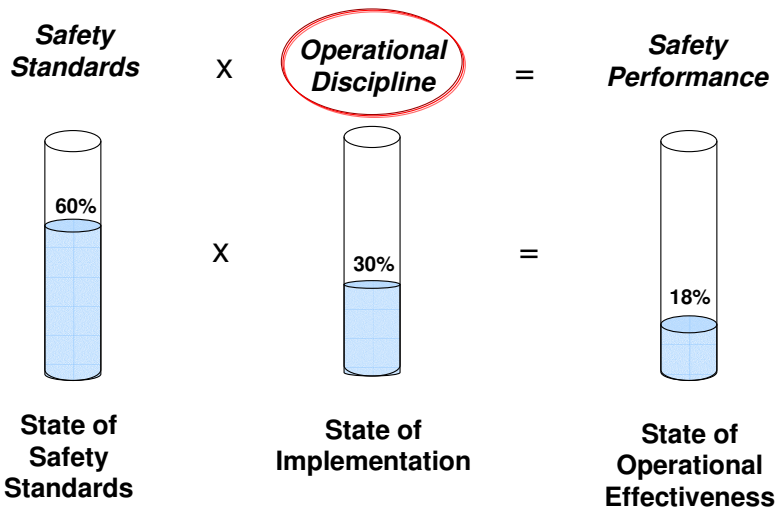 Safety
Standards
X
Operational
Discipline
=
Safety
Performance
60%
X
30%
=
18%
State of
Safety
Standards
State of
Implementation
State of
Operational
Effectiveness